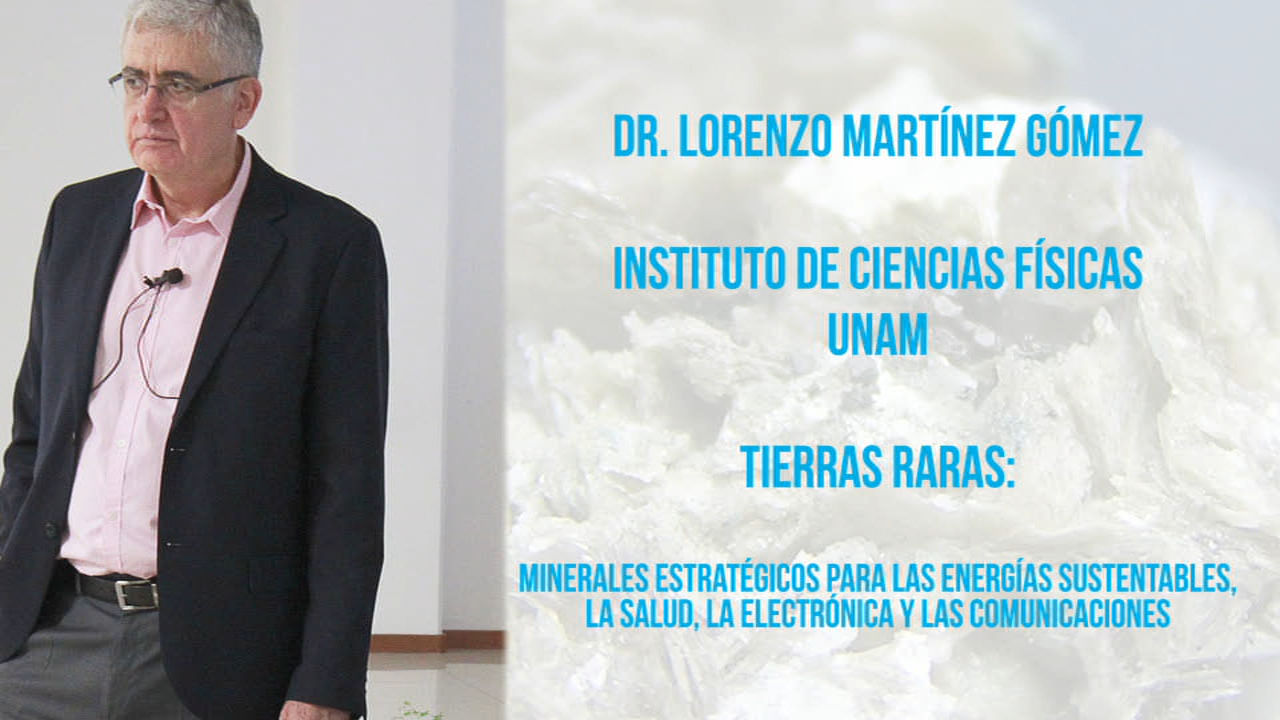 DR. LORENZO MARTÍNEZ GÓMEZ
INSTITUTO DE CIENCIAS FÍSICAS
UNAM
TIERRAS RARAS:
MINERALES ESTRATÉGICOS PARA LAS ENERGÍAS SUSTENTABLES,
LA SALUD, LA ELECTRÓNICA Y LAS COMUNICACIONES